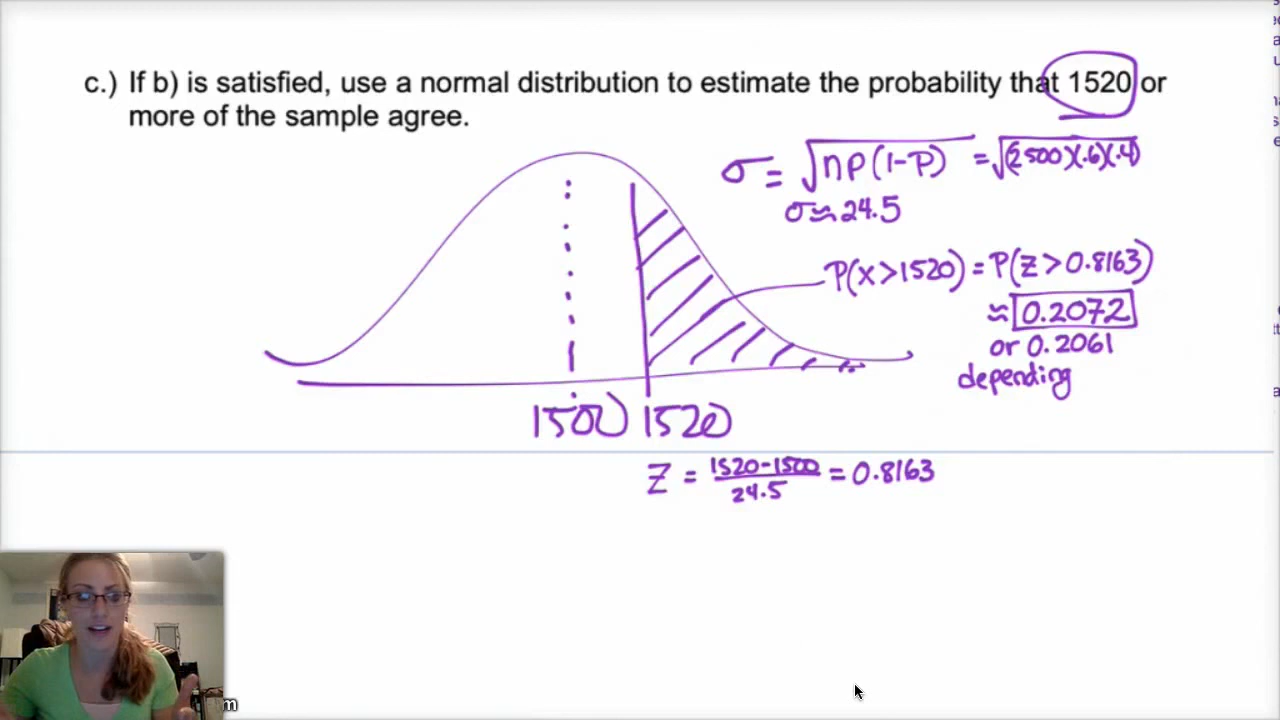 c.) If b) is satisfied, use a normal distribution to estimate the probability that 1520 or
more of the sample agree.
σ = √np(1-p) = √(2500)(.6)(.4)
σ ≈ 24.5
P(x>1520) = P(z>0.8163)
≈ 0.2072
or 0.2061
depending
1500 1520
z = 1520-1500/24.5 = 0.8163
m